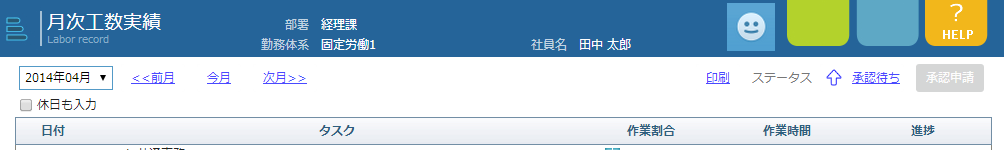 月次工数実績
Labor record
部署 経理課
勤務体系 固定労働1
社員名 田中 太郎
?
HELP
2014年04月 ▼ <<前月 今月 次月>> 印刷 ステータス 承認待ち 承認申請
休日も入力
日付 タスク 作業割合 作業時間 進捗